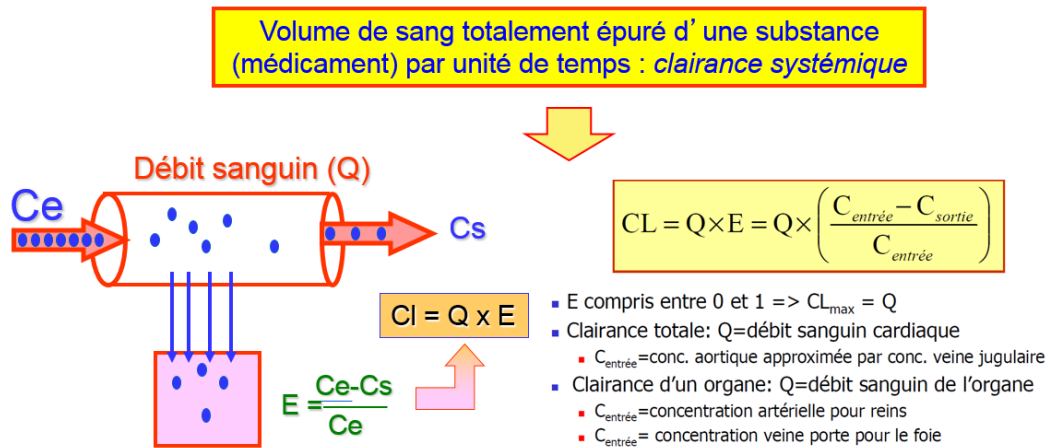 Volume de sang totalement épuré d’ une substance
(médicament) par unité de temps : clairance systémique
Débit sanguin (Q)
Ce
Cs
CL = Q×E = Q×( (C entrée − C sortie) / C entrée )
Cl = Q x E
E = Ce-Cs / Ce
▪ E compris entre 0 et 1 => CLmax = Q
▪ Clairance totale: Q=débit sanguin cardiaque
▪ Centrée=conc. aortique approximée par conc. veine jugulaire
▪ Clairance d’un organe: Q=débit sanguin de l’organe
▪ Centrée=concentration artérielle pour reins
▪ Centrée= concentration veine porte pour le foie